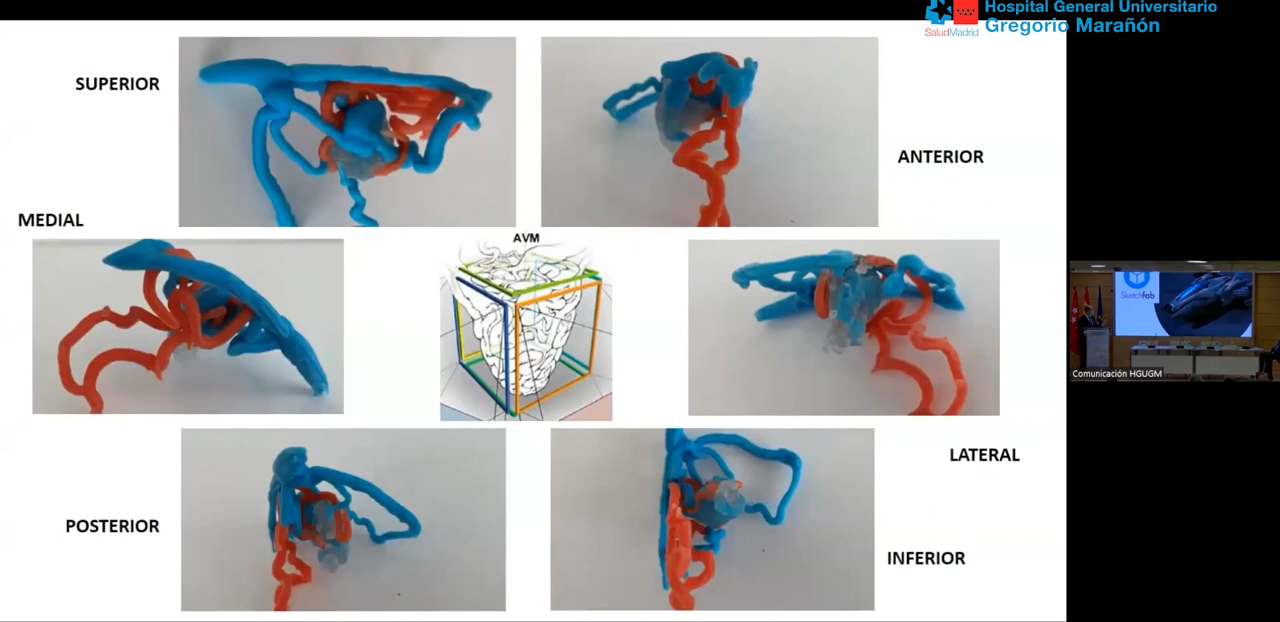 Hospital General Universitario
Gregorio Marañón
SaludMadrid
SUPERIOR
ANTERIOR
MEDIAL
AVM
Sketchfab
Comunicación HGUGM
LATERAL
POSTERIOR
INFERIOR